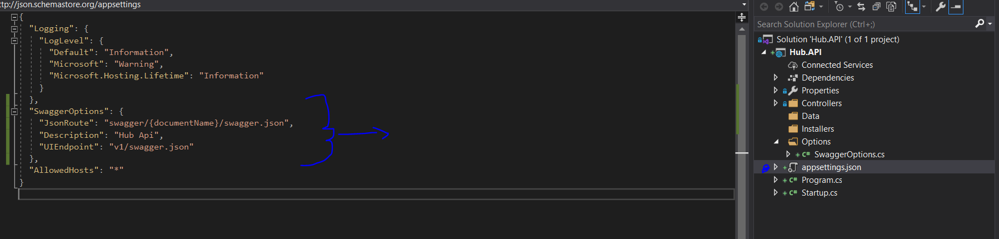 ttp://json.schemastore.org/appsettings
{
"Logging": {
"LogLevel": {
"Default": "Information",
"Microsoft": "Warning",
"Microsoft.Hosting.Lifetime": "Information"
}
},
"SwaggerOptions": {
"JsonRoute": "swagger/{documentName}/swagger.json",
"Description": "Hub Api",
"UIEndpoint": "v1/swagger.json"
},
"AllowedHosts": "*"
}
Search Solution Explorer (Ctrl+;)
Solution 'Hub.API' (1 of 1 project)
Hub.API
Connected Services
Dependencies
Properties
Controllers
Data
Installers
Options
C# SwaggerOptions.cs
appsettings.json
C# Program.cs
C# Startup.cs